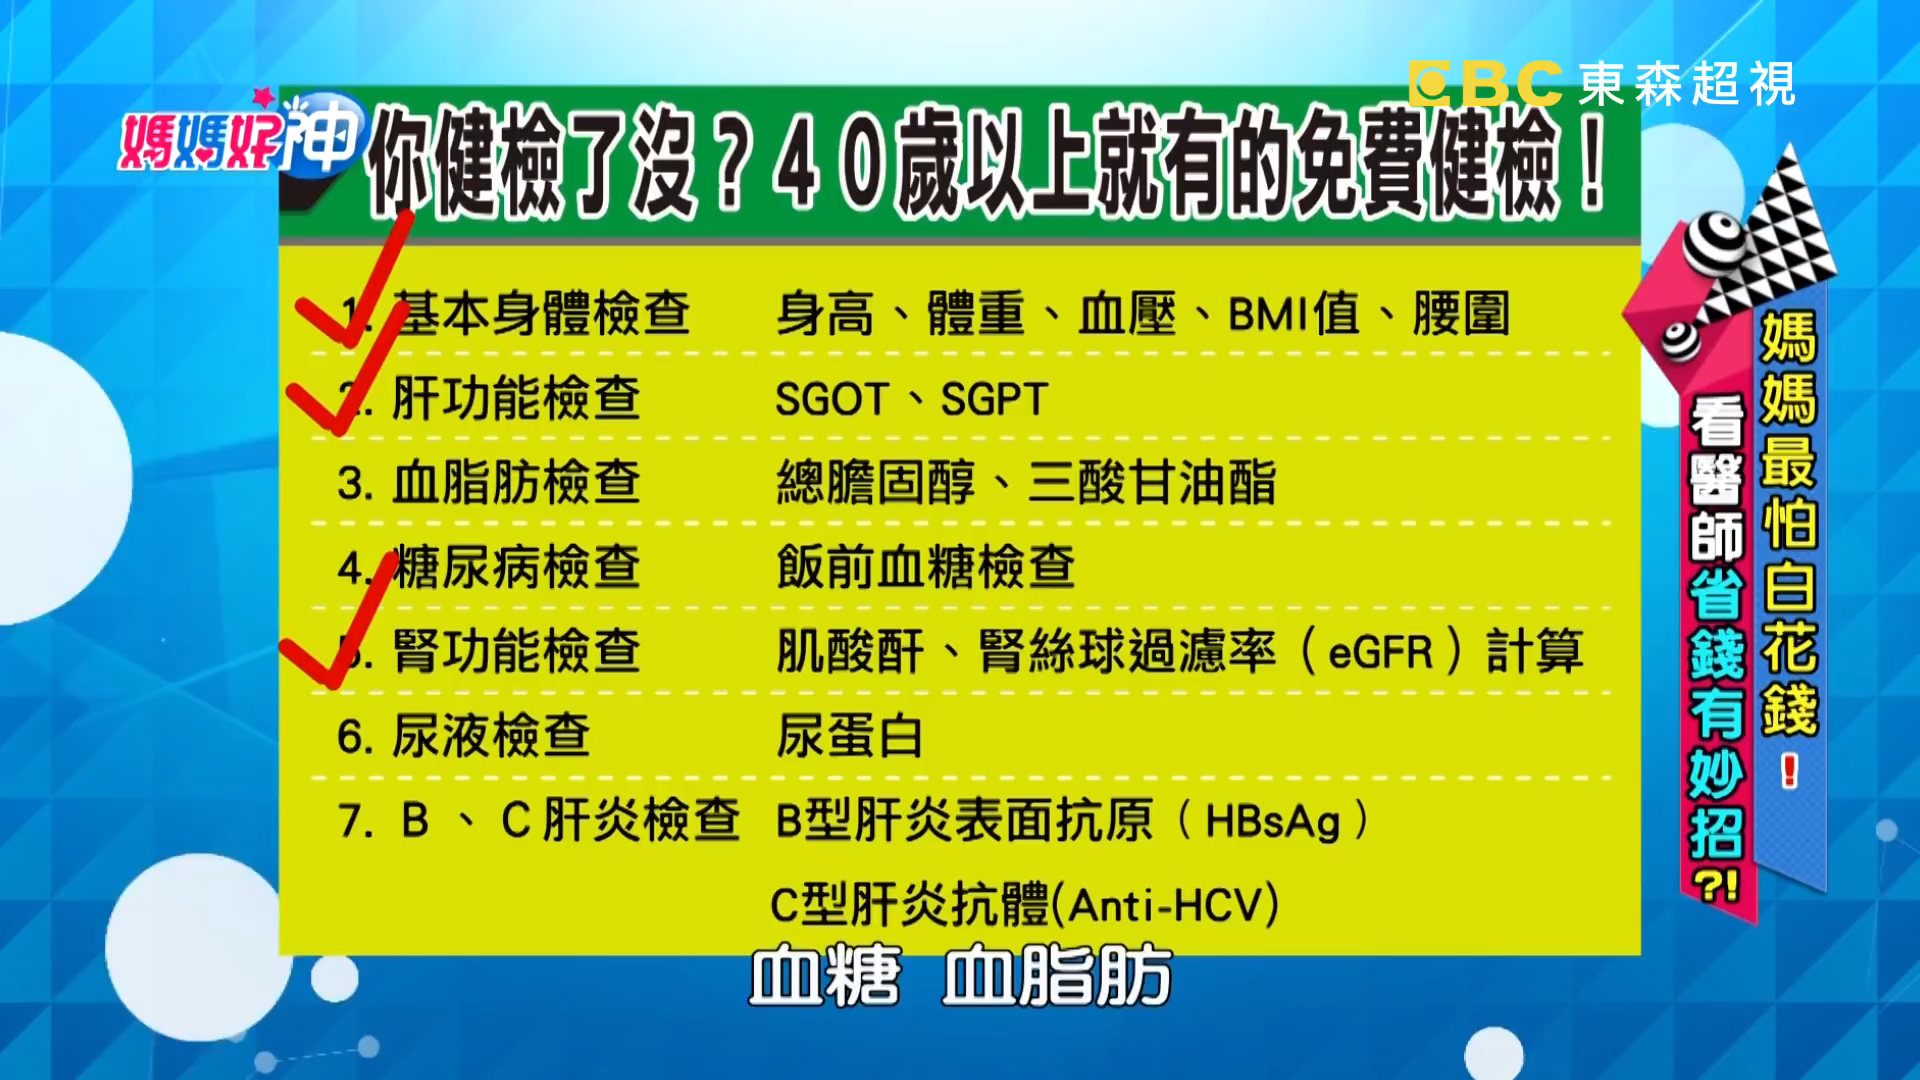 EBC 東森超視
媽媽好神
你健檢了沒？40歲以上就有的免費健檢！
1. 基本身體檢查 身高、體重、血壓、BMI值、腰圍
2. 肝功能檢查 SGOT、SGPT
3. 血脂肪檢查 總膽固醇、三酸甘油酯
4. 糖尿病檢查 飯前血糖檢查
5. 腎功能檢查 肌酸酐、腎絲球過濾率（eGFR）計算
6. 尿液檢查 尿蛋白
7. B、C肝炎檢查 B型肝炎表面抗原（HBsAg）
C型肝炎抗體(Anti-HCV)
血糖 血脂肪
媽媽最怕白花錢！
看醫師省錢有妙招?!